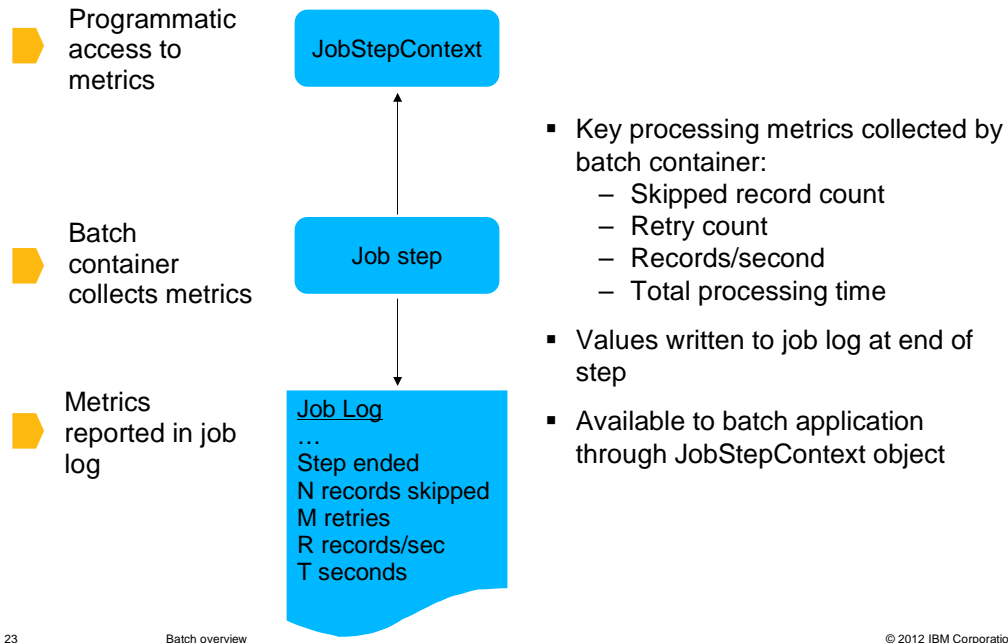 Programmatic
access to
metrics
JobStepContext
Batch
container
collects metrics
Job step
Metrics
reported in job
log
Job Log
…
Step ended
N records skipped
M retries
R records/sec
T seconds
▪ Key processing metrics collected by
batch container:
– Skipped record count
– Retry count
– Records/second
– Total processing time
▪ Values written to job log at end of
step
▪ Available to batch application
through JobStepContext object
23
Batch overview
© 2012 IBM Corporatio